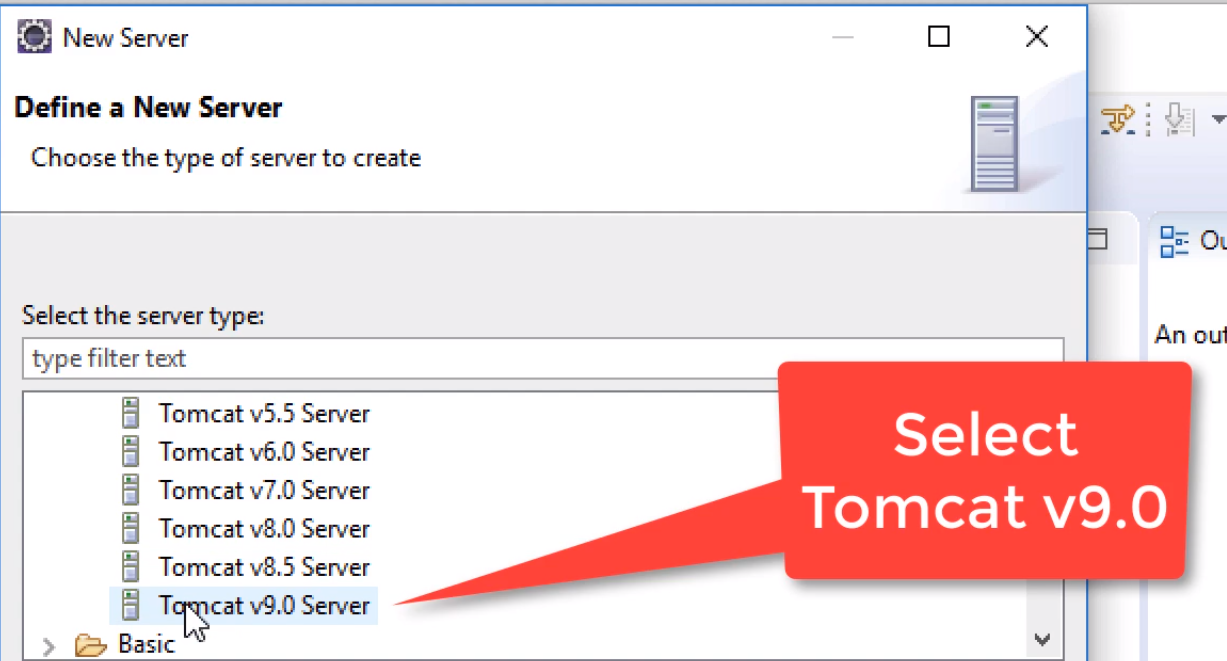 New Server
Define a New Server
Choose the type of server to create
Select the server type:
type filter text
Tomcat v5.5 Server
Tomcat v6.0 Server
Tomcat v7.0 Server
Tomcat v8.0 Server
Tomcat v8.5 Server
Tomcat v9.0 Server
Basic
Select
Tomcat v9.0
Ou
An out